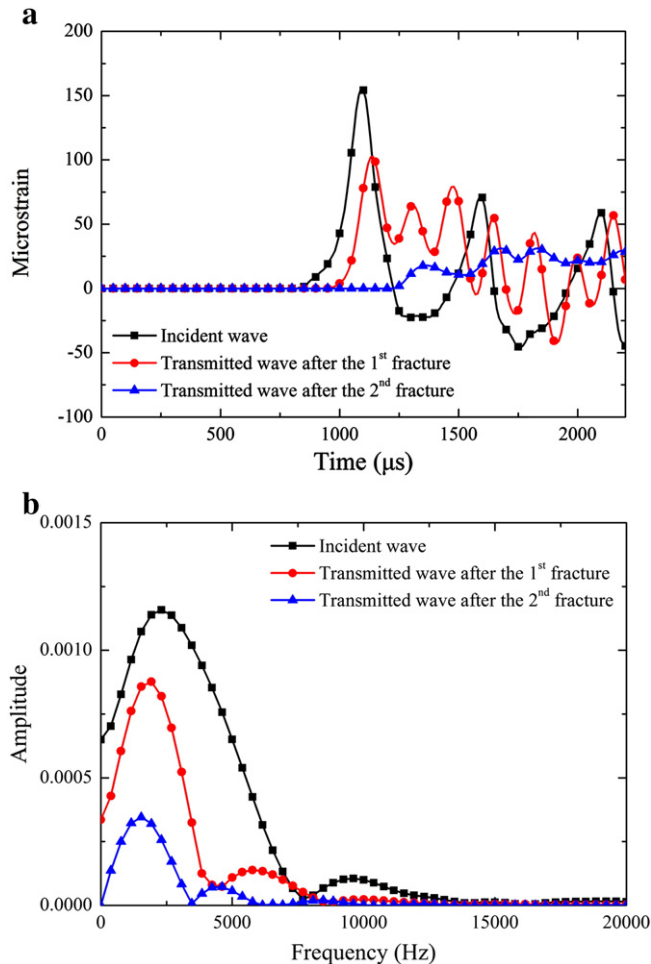 a
200
150
100
50
0
-50
-100
Microstrain
Incident wave
Transmitted wave after the 1st fracture
Transmitted wave after the 2nd fracture
0 500 1000 1500 2000
Time (μs)
b
0.0015
0.0010
0.0005
0.0000
Amplitude
Incident wave
Transmitted wave after the 1st fracture
Transmitted wave after the 2nd fracture
0 5000 10000 15000 20000
Frequency (Hz)